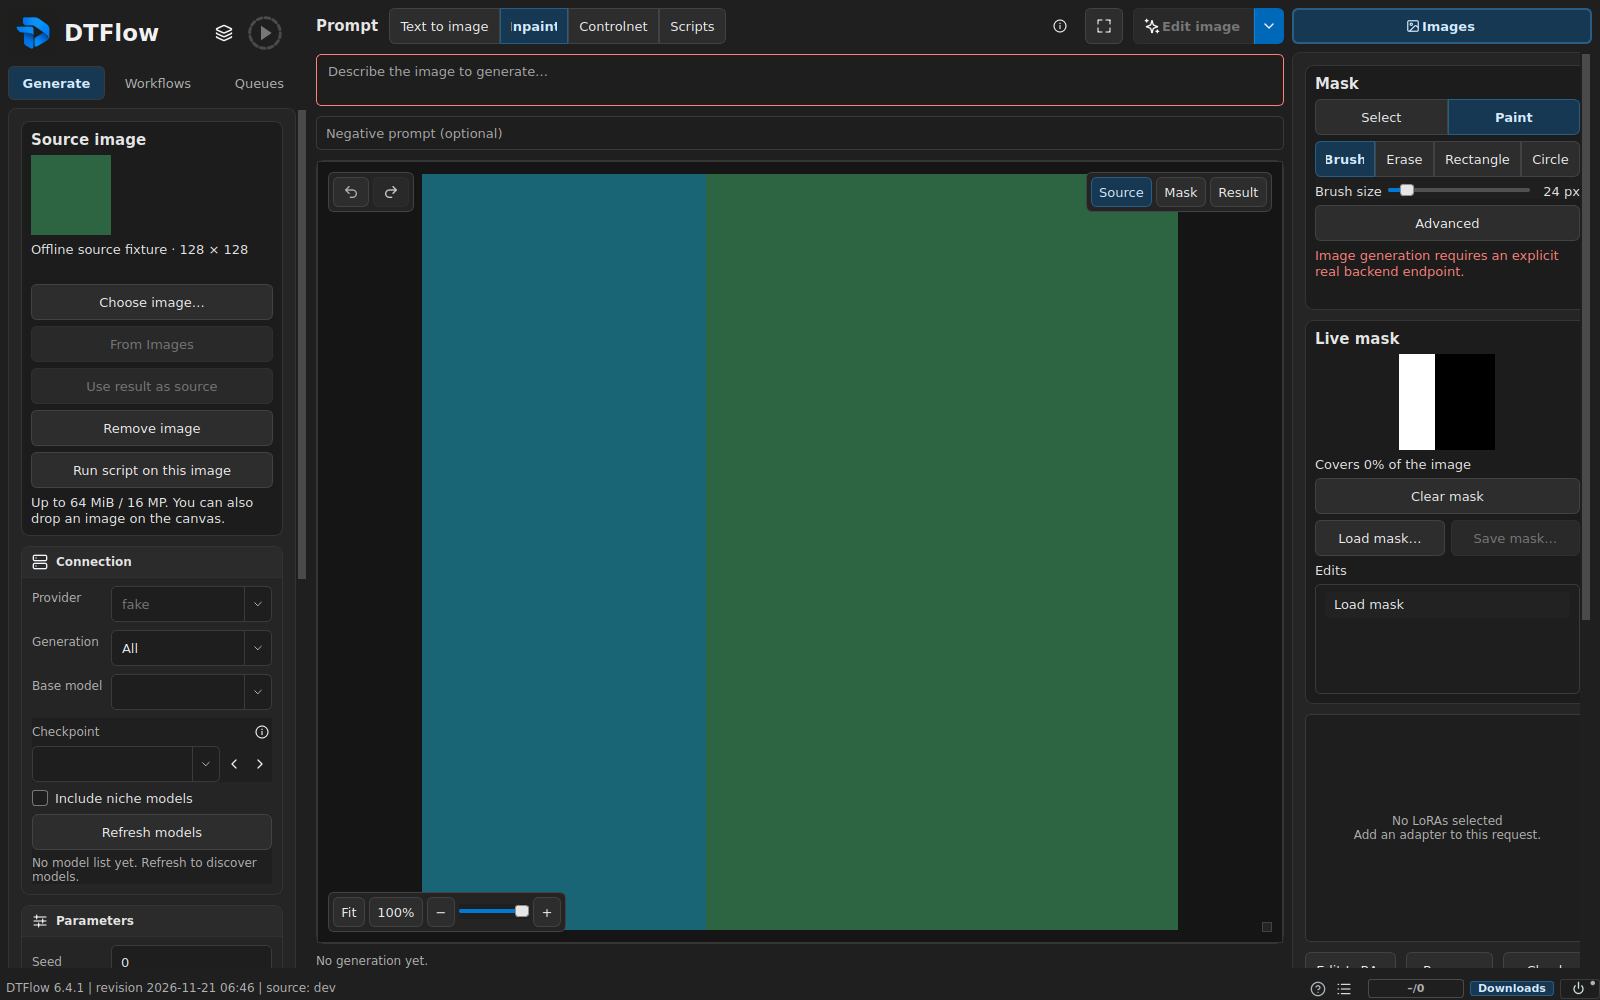 DTFlow
Generate
Workflows
Queues
Source image
Offline source fixture · 128 × 128
Choose image...
From Images
Use result as source
Remove image
Run script on this image
Up to 64 MiB / 16 MP. You can also
drop an image on the canvas.
Connection
Provider
fake
Generation
All
Base model
Checkpoint
Include niche models
Refresh models
No model list yet. Refresh to discover
models.
Parameters
Seed
0
Prompt
Text to image
Inpaint
Controlnet
Scripts
Edit image
Describe the image to generate...
Negative prompt (optional)
Source
Mask
Result
Fit
100%
−
+
No generation yet.
Images
Mask
Select
Paint
Brush
Erase
Rectangle
Circle
Brush size
24 px
Advanced
Image generation requires an explicit
real backend endpoint.
Live mask
Covers 0% of the image
Clear mask
Load mask...
Save mask...
Edits
Load mask
No LoRAs selected
Add an adapter to this request.
DTFlow 6.4.1 | revision 2026-11-21 06:46 | source: dev
–/0
Downloads